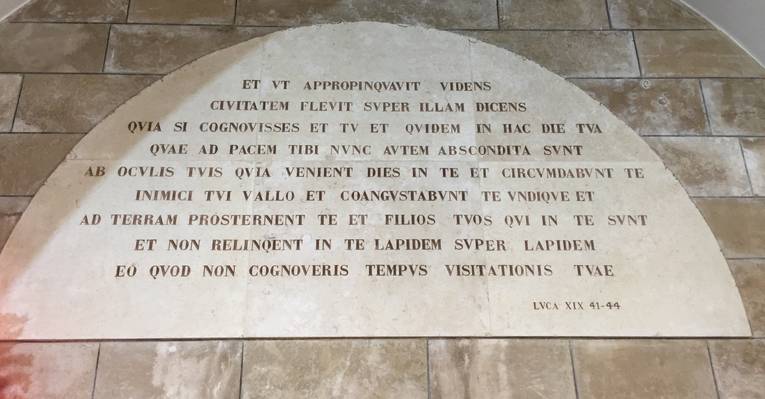 ET VT APPROPINQVAVIT VIDENS
CIVITATEM FLEVIT SVPER ILLAM DICENS
QVIA SI COGNOVISSES ET TV ET QVIDEM IN HAC DIE TVA
QVAE AD PACEM TIBI NVNC AVTEM ABSCONDITA SVNT
AB OCVLIS TVIS QVIA VENIENT DIES IN TE ET CIRCVMDABVNT TE
INIMICI TVI VALLO ET COANGVSTABVNT TE VNDIQVE ET
AD TERRAM PROSTERNENT TE ET FILIOS TVOS QVI IN TE SVNT
ET NON RELINQENT IN TE LAPIDEM SVPER LAPIDEM
EO QVOD NON COGNOVERIS TEMPVS VISITATIONIS TVAE
LVCA XIX 41-44